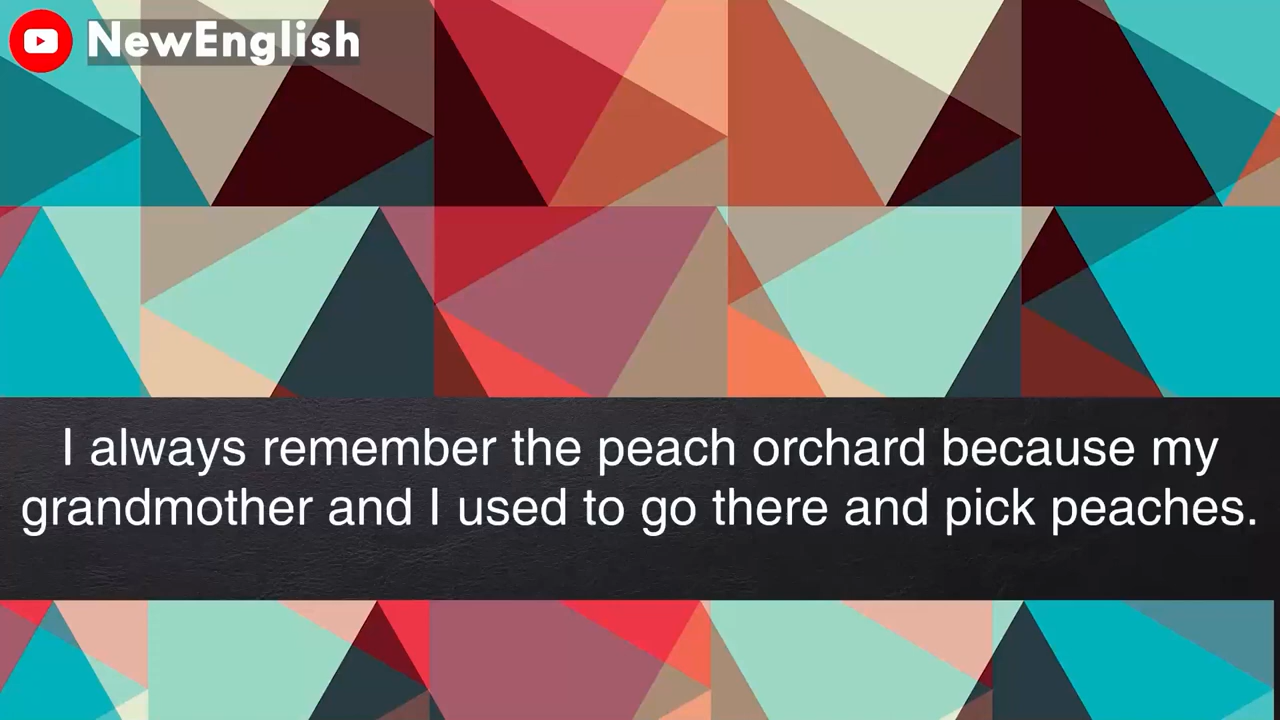 NewEnglish
I always remember the peach orchard because my
grandmother and I used to go there and pick peaches.